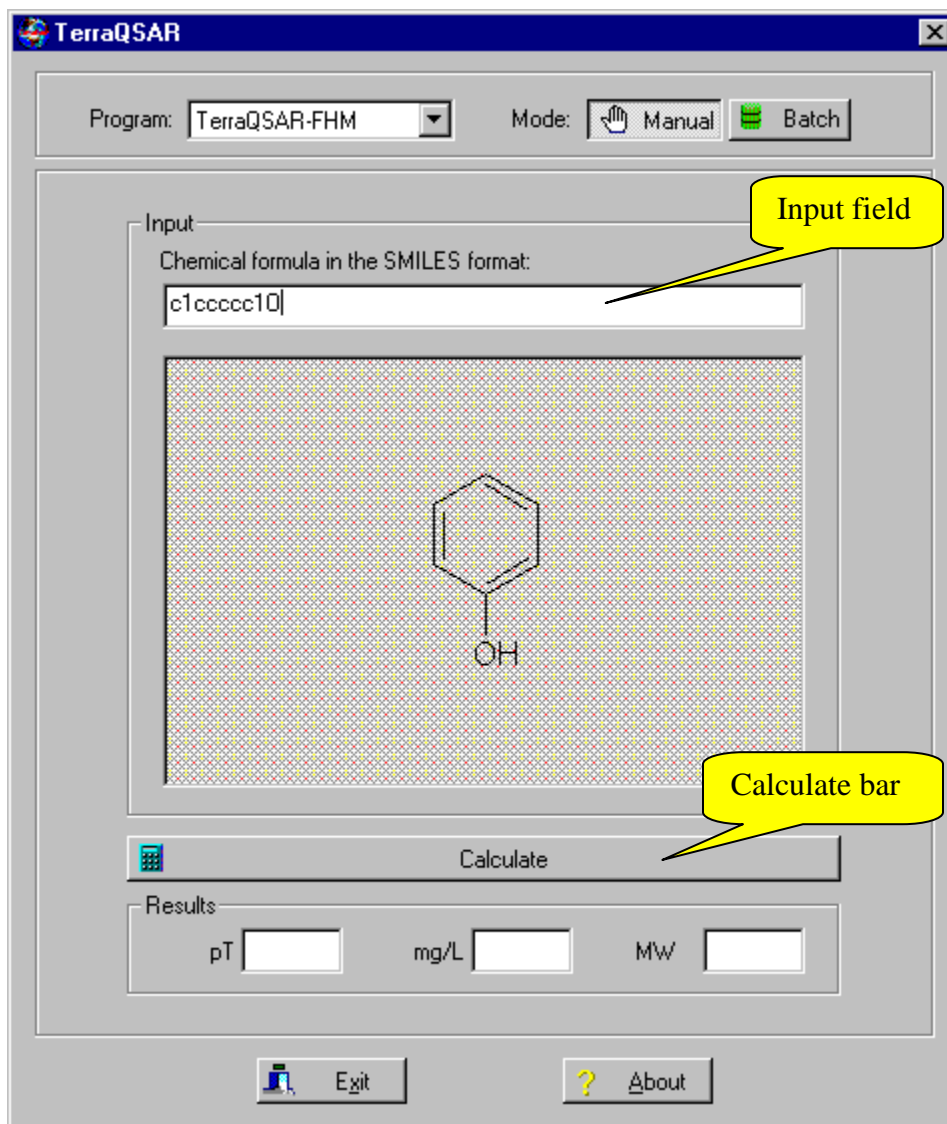 TerraQSAR
Program: TerraQSAR-FHM Mode: Manual Batch
Input field
Input
Chemical formula in the SMILES format:
c1ccccc1O
OH
Calculate bar
Calculate
Results
pT mg/L MW
Exit About